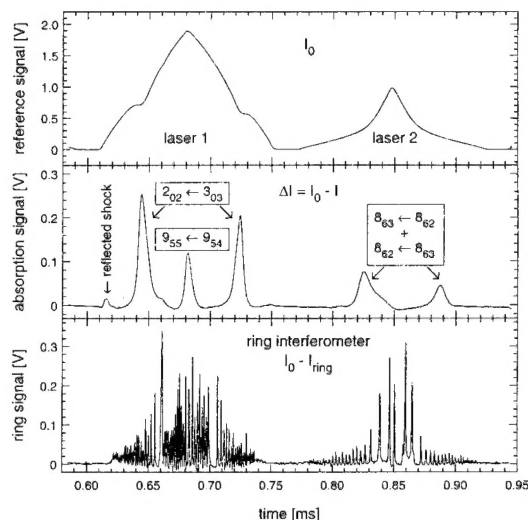 reference signal [V]
2.0
1.5
1.0
0.5
0
I₀
laser 1
laser 2
absorption signal [V]
0.3
0.2
0.1
0
reflected shock
2₀₂ ← 3₀₃
9₅₅ ← 9₅₄
ΔI = I₀ - I
8₆₃ ← 8₆₂
+
8₆₂ ← 8₆₃
ring signal [V]
0.3
0.2
0.1
0
ring interferometer
I₀ - I_ring
0.60
0.65
0.70
0.75
0.80
0.85
0.90
0.95
time [ms]